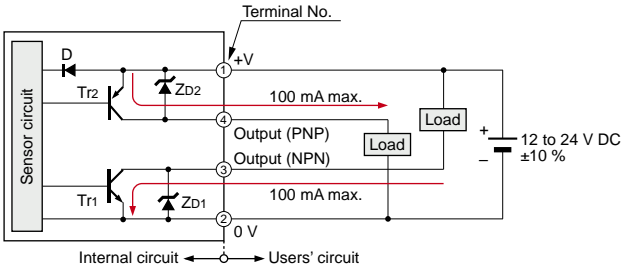 Terminal No.
D
1
+V
Tr2
ZD2
100 mA max.
4
Load
Load
Output (PNP)
Sensor circuit
+
12 to 24 V DC
±10 %
−
Output (NPN)
3
100 mA max.
Tr1
ZD1
2
0 V
Internal circuit
Users' circuit